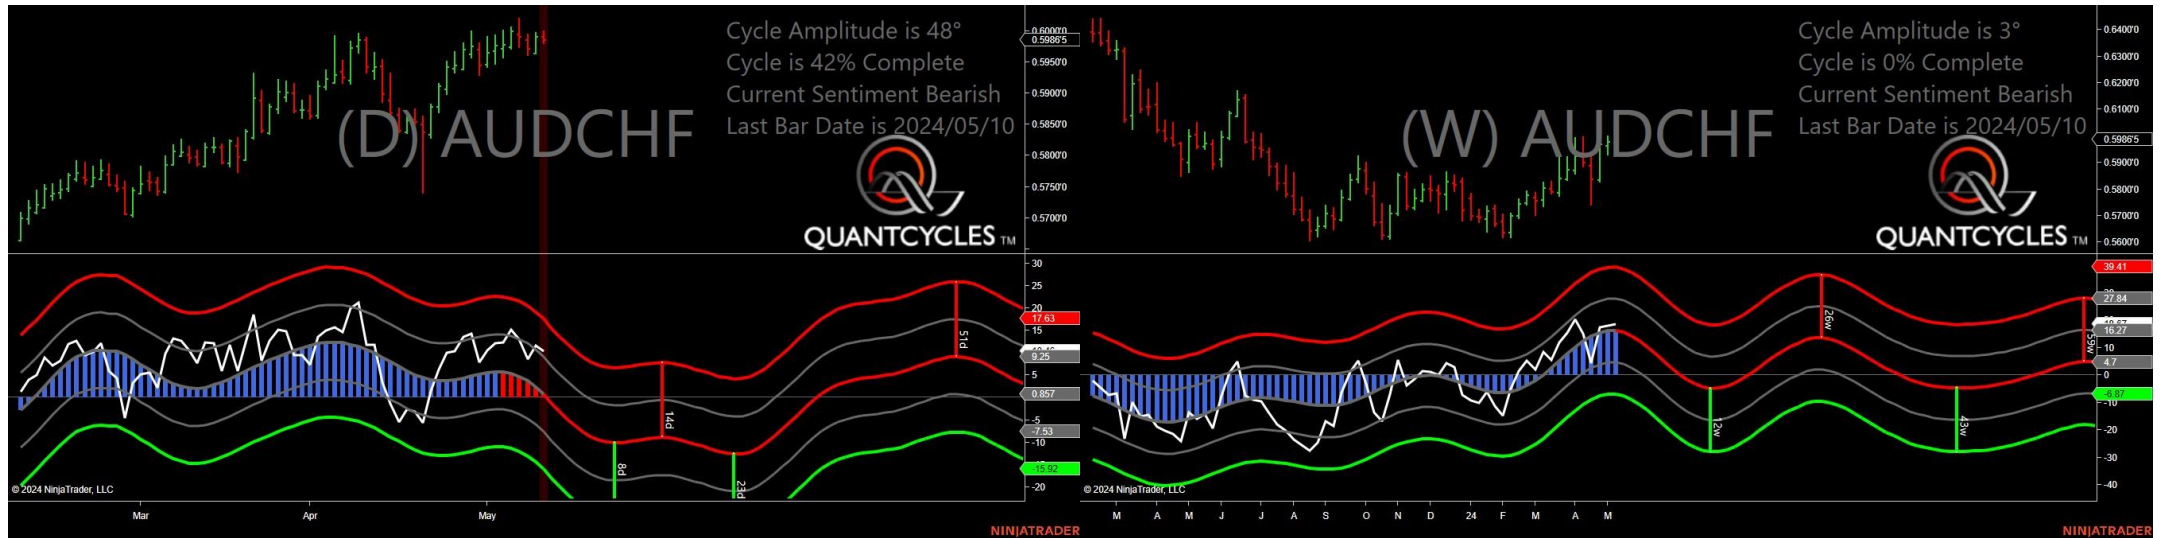 Cycle Amplitude is 48°
Cycle is 42% Complete
Current Sentiment Bearish
Last Bar Date is 2024/05/10
(D) AUDCHF
QUANTCYCLES TM
0.6000'0
0.5986'5
0.5950'0
0.5900'0
0.5850'0
0.5800'0
0.5750'0
0.5700'0
30
25
20
17.63
15
9.25
5
0.857
-5
-7.53
-10
-15.92
-20
8d
14d
23d
51d
© 2024 NinjaTrader, LLC
Mar
Apr
May
NINJATRADER
Cycle Amplitude is 3°
Cycle is 0% Complete
Current Sentiment Bearish
Last Bar Date is 2024/05/10
(W) AUDCHF
QUANTCYCLES TM
0.6400'0
0.6300'0
0.6200'0
0.6100'0
0.5986'5
0.5900'0
0.5800'0
0.5700'0
0.5600'0
39.41
27.84
16.27
10
4.7
0
-6.87
-10
-20
-30
-40
12w
26w
43w
59w
© 2024 NinjaTrader, LLC
M
A
M
J
J
A
S
O
N
D
24
F
M
A
M
NINJATRADER